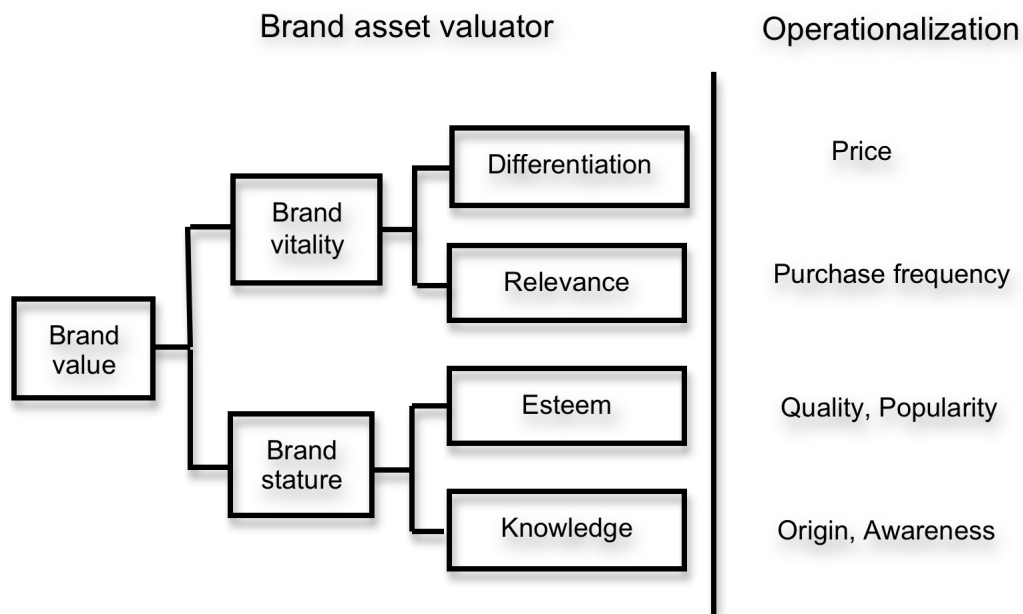 Brand asset valuator
Operationalization
Differentiation
Price
Brand
vitality
Relevance
Purchase frequency
Brand
value
Esteem
Quality, Popularity
Brand
stature
Knowledge
Origin, Awareness